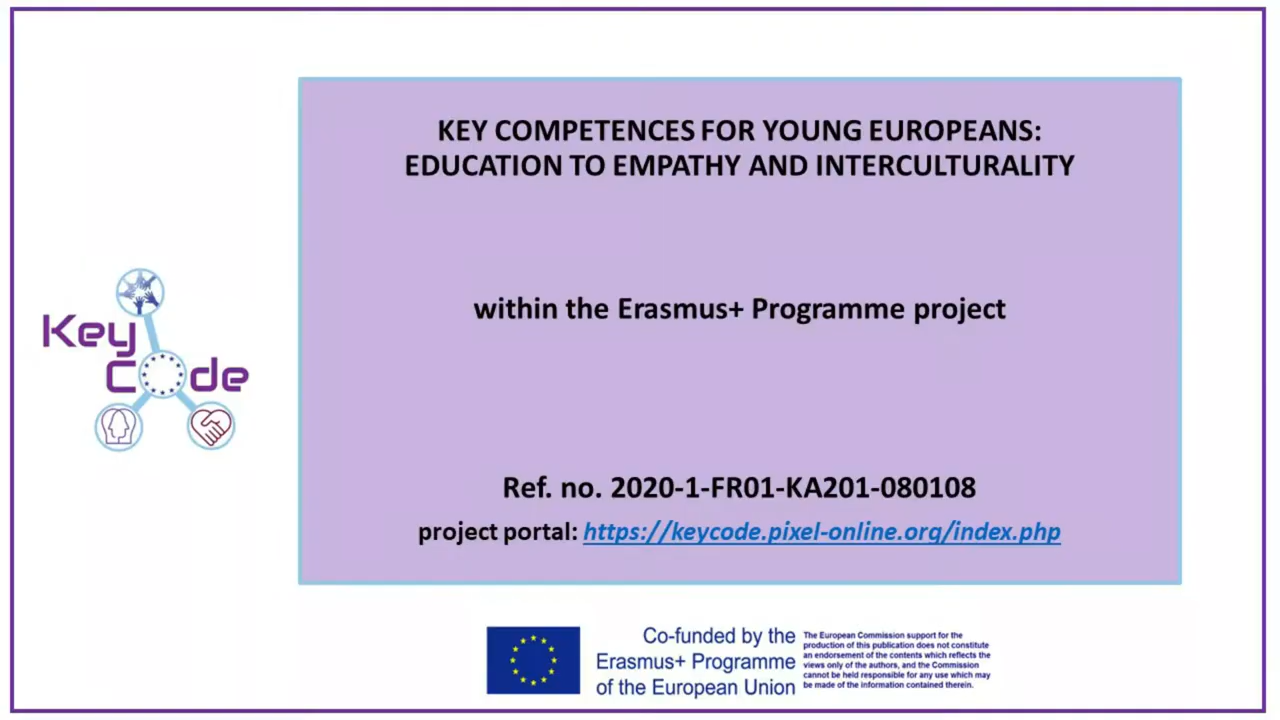 KEY COMPETENCES FOR YOUNG EUROPEANS:
EDUCATION TO EMPATHY AND INTERCULTURALITY
within the Erasmus+ Programme project
Key
Code
Ref. no. 2020-1-FR01-KA201-080108
project portal: https://keycode.pixel-online.org/index.php
Co-funded by the
Erasmus+ Programme
of the European Union
The European Commission support for the
production of this publication does not constitute
an endorsement of the contents which reflects the
views only of the authors, and the Commission
cannot be held responsible for any use which may
be made of the information contained therein.